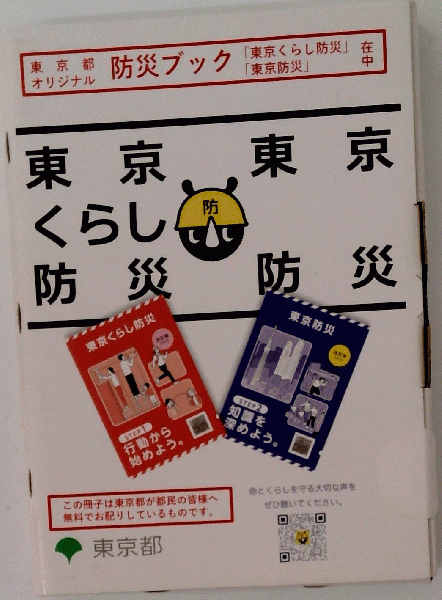 東京都
オリジナル
防災ブック
「東京くらし防災」
「東京防災」
在中
東京
くらし
防災
東京
防災
防
東京くらし防災
STEP1
行動から
始めよう。
東京防災
STEP2
知識を
深めよう。
この冊子は東京都が都民の皆様へ
無料でお配りしているものです。
命とくらしを守る大切な声を
ぜひ聴いてください。
東京都